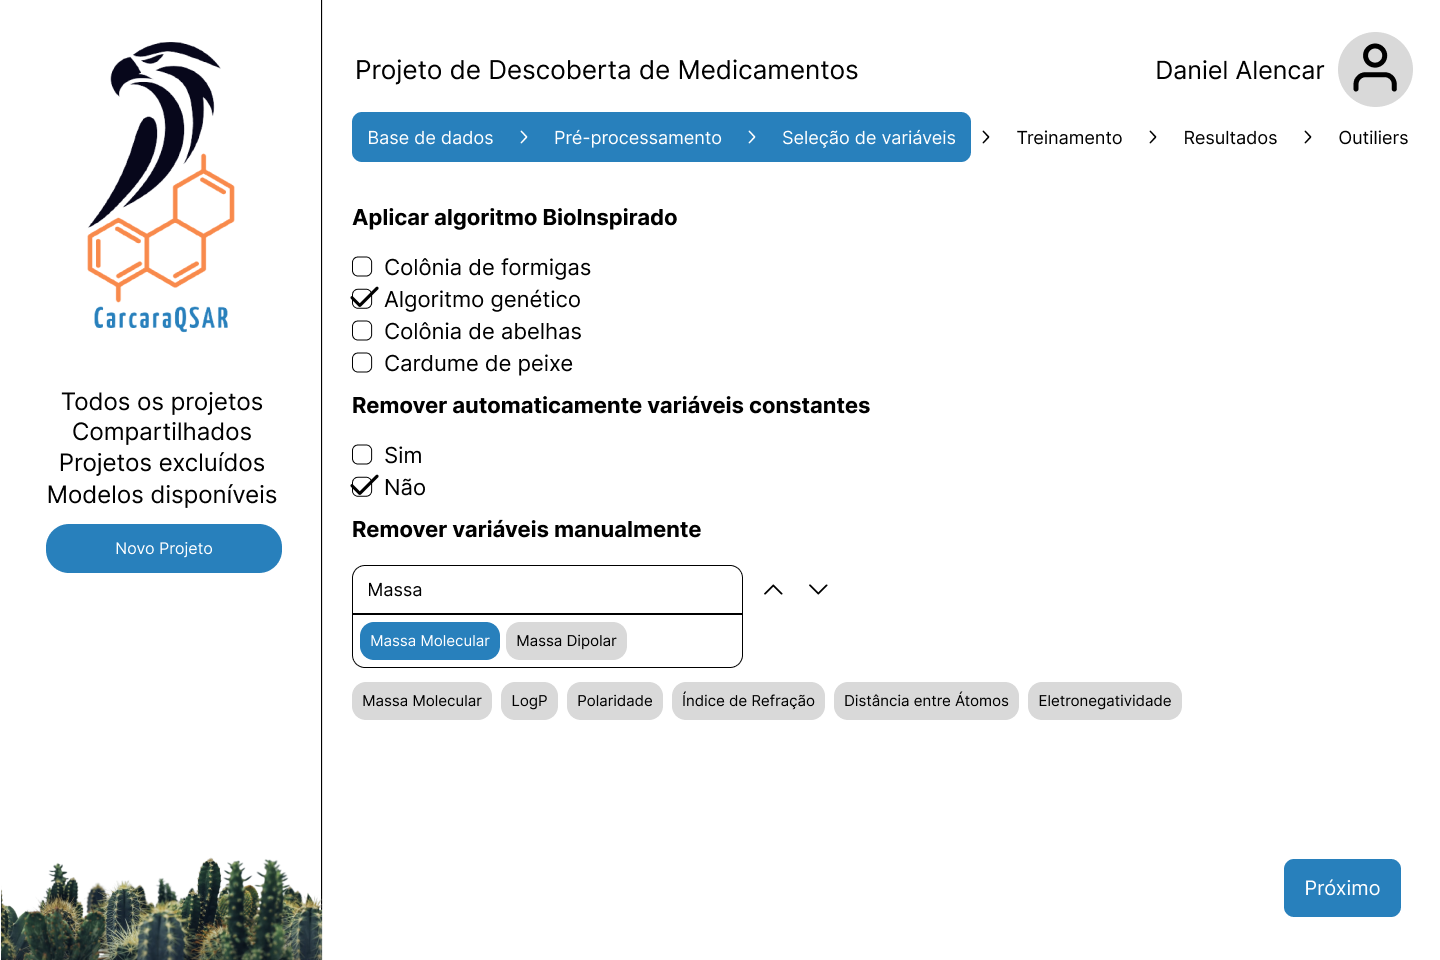 CarcaraQSAR
Todos os projetos
Compartilhados
Projetos excluídos
Modelos disponíveis
Novo Projeto
Projeto de Descoberta de Medicamentos
Daniel Alencar
Base de dados > Pré-processamento > Seleção de variáveis > Treinamento > Resultados > Outiliers
Aplicar algoritmo BioInspirado
Colônia de formigas
Algoritmo genético
Colônia de abelhas
Cardume de peixe
Remover automaticamente variáveis constantes
Sim
Não
Remover variáveis manualmente
Massa
Massa Molecular Massa Dipolar
Massa Molecular LogP Polaridade Índice de Refração Distância entre Átomos Eletronegatividade
Próximo